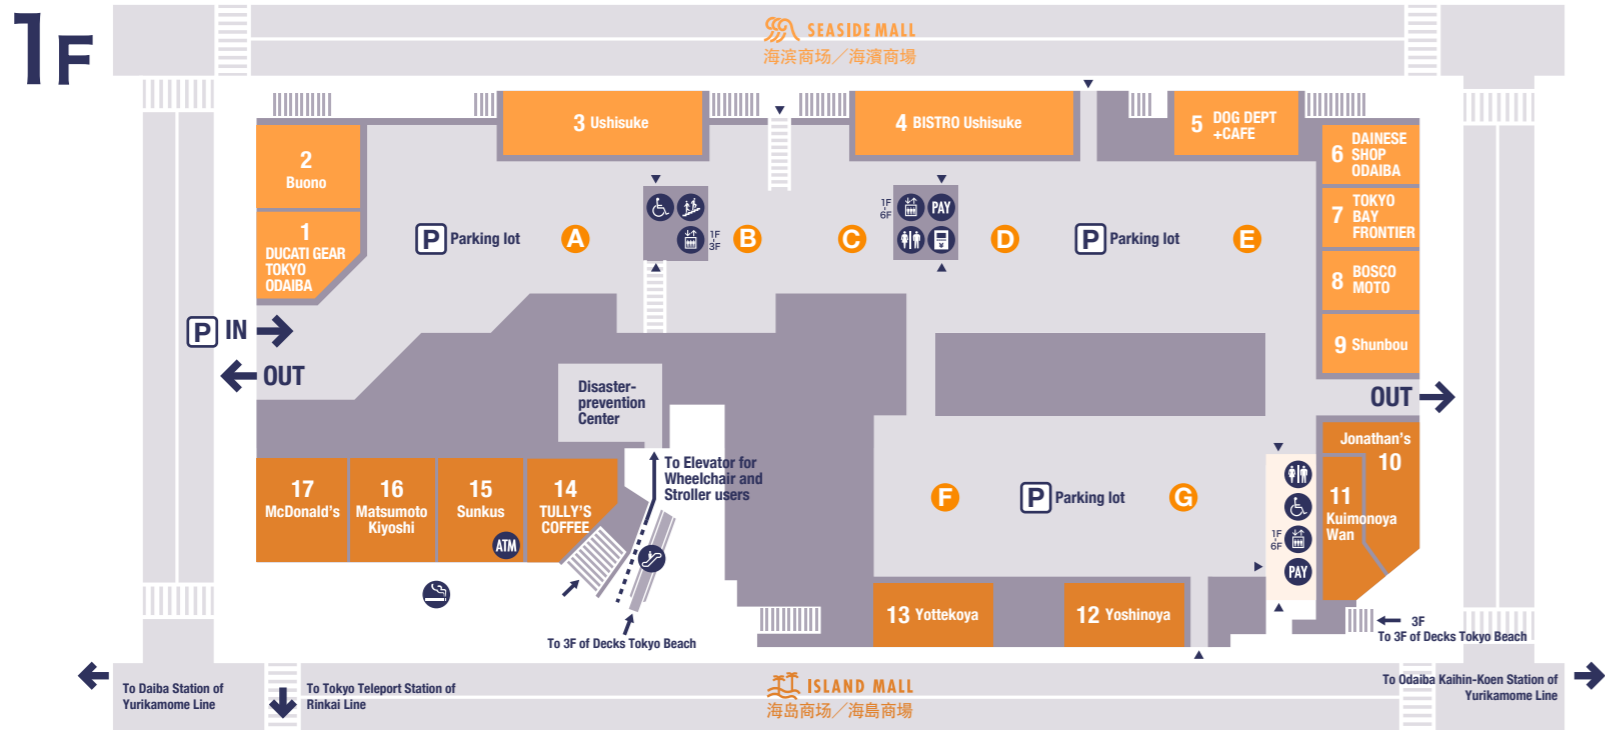 1F
SEASIDE MALL
海滨商场／海濱商場
3 Ushisuke
4 BISTRO Ushisuke
5 DOG DEPT
+CAFE
2
Buono
1
DUCATI GEAR
TOKYO
ODAIBA
6 DAINESE
SHOP
ODAIBA
7 TOKYO
BAY
FRONTIER
8 BOSCO
MOTO
9 Shunbou
P Parking lot
A
1F
-
3F
B
C
1F
-
6F
PAY
D
P Parking lot
E
P IN
OUT
OUT
Disaster-
prevention
Center
To Elevator for
Wheelchair and
Stroller users
17
McDonald's
16
Matsumoto
Kiyoshi
15
Sunkus
ATM
14
TULLY'S
COFFEE
F
P Parking lot
G
1F
-
6F
PAY
Jonathan's
10
11
Kuimonoya
Wan
13 Yottekoya
12 Yoshinoya
To 3F of Decks Tokyo Beach
3F
To 3F of Decks Tokyo Beach
To Daiba Station of
Yurikamome Line
To Tokyo Teleport Station of
Rinkai Line
ISLAND MALL
海岛商场／海島商場
To Odaiba Kaihin-Koen Station of
Yurikamome Line